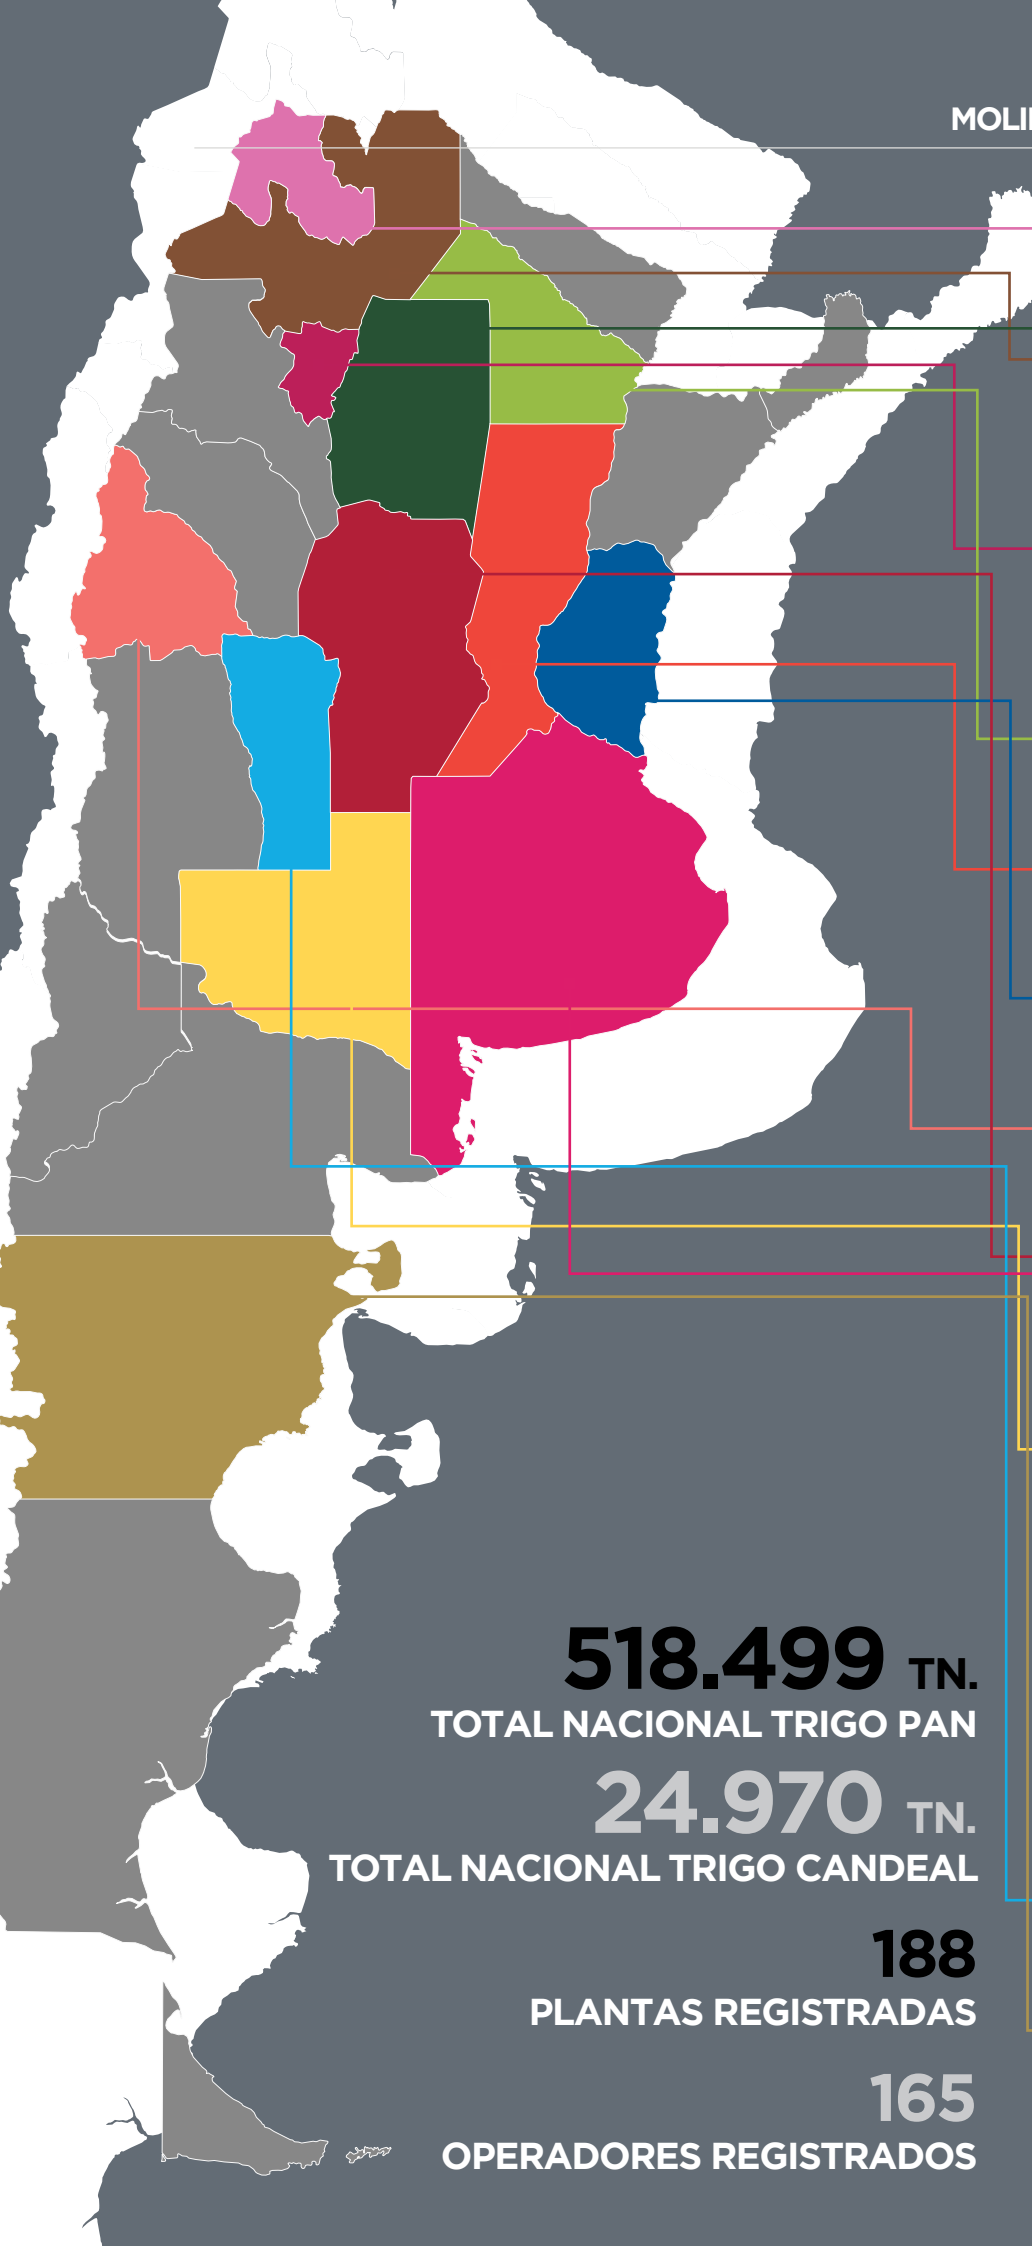 518.499 TN.
TOTAL NACIONAL TRIGO PAN
24.970 TN.
TOTAL NACIONAL TRIGO CANDEAL
188
PLANTAS REGISTRADAS
165
OPERADORES REGISTRADOS